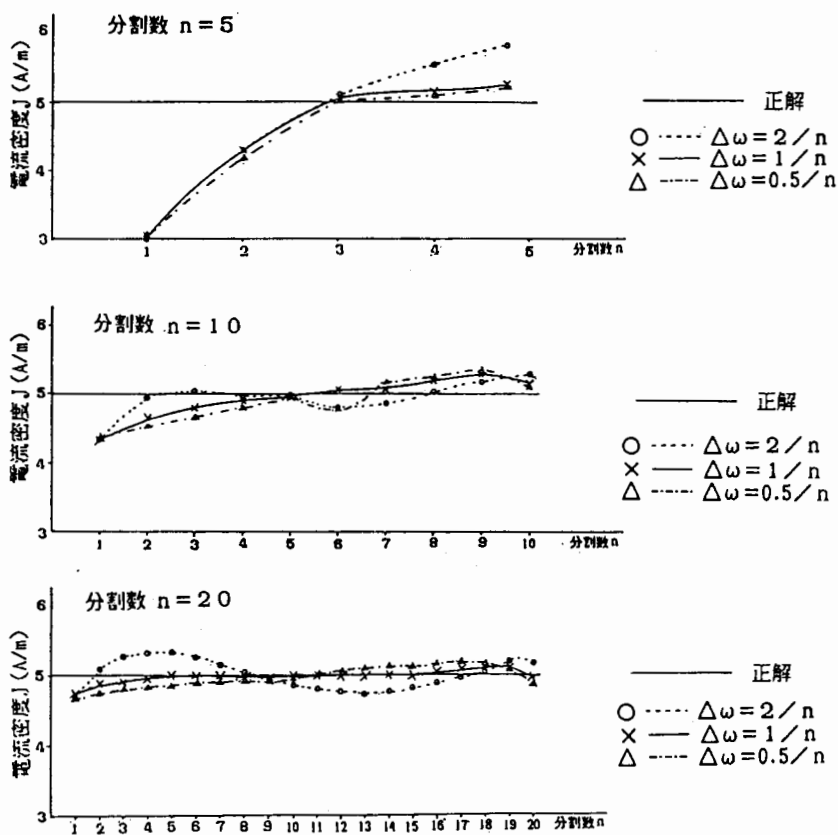 分割数 n=5
電流密度J(A/m)
6
5
4
3
1 2 3 4 5 分割数n
正解
○ Δω=2/n
× Δω=1/n
△ Δω=0.5/n
分割数 n=10
電流密度J(A/m)
6
5
4
3
1 2 3 4 5 6 7 8 9 10 分割数n
正解
○ Δω=2/n
× Δω=1/n
△ Δω=0.5/n
分割数 n=20
電流密度J(A/m)
6
5
4
3
1 2 3 4 5 6 7 8 9 10 11 12 13 14 15 16 17 18 19 20 分割数n
正解
○ Δω=2/n
× Δω=1/n
△ Δω=0.5/n